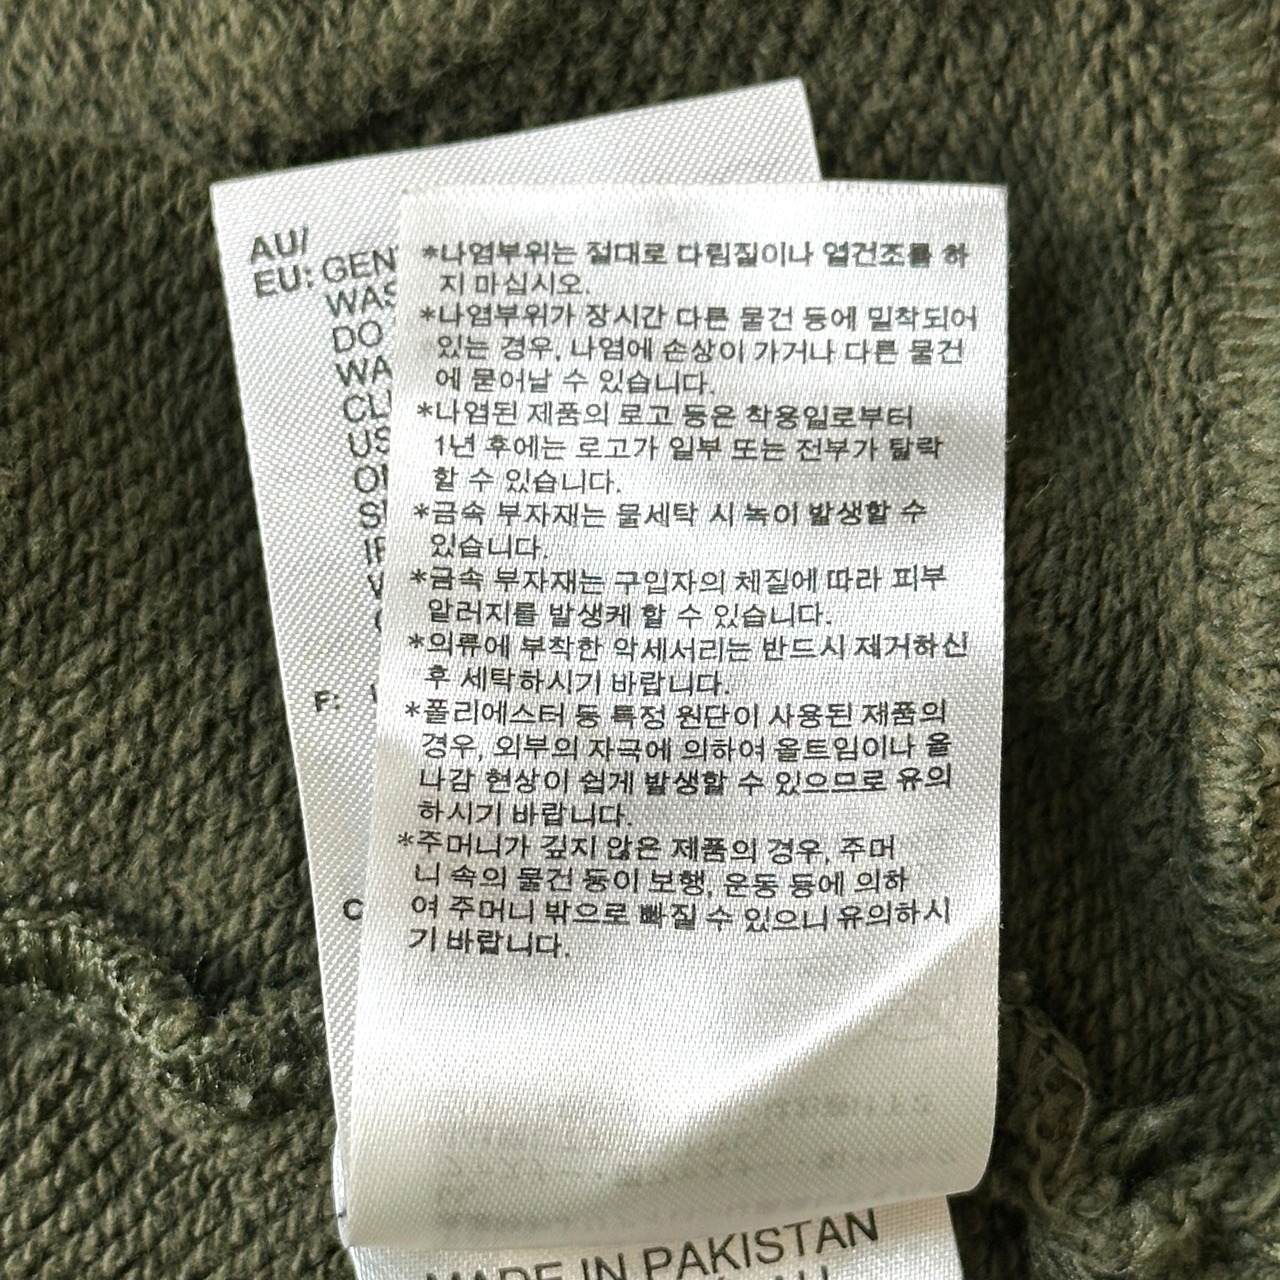 AU/
EU: GEN
WAS
DO
WA
CL
US
F:
C
*나염부위는 절대로 다림질이나 열건조를 하
지 마십시오.
*나염부위가 장시간 다른 물건 등에 밀착되어
있는 경우, 나염에 손상이 가거나 다른 물건
에 묻어날 수 있습니다.
*나염된 제품의 로고 등은 착용일로부터
1년 후에는 로고가 일부 또는 전부가 탈락
할 수 있습니다.
*금속 부자재는 물세탁 시 녹이 발생할 수
있습니다.
*금속 부자재는 구입자의 체질에 따라 피부
알러지를 발생케 할 수 있습니다.
*의류에 부착한 악세서리는 반드시 제거하신
후 세탁하시기 바랍니다.
*폴리에스터 등 특정 원단이 사용된 제품의
경우, 외부의 자극에 의하여 올트임이나 올
나감 현상이 쉽게 발생할 수 있으므로 유의
하시기 바랍니다.
*주머니가 깊지 않은 제품의 경우, 주머
니 속의 물건 등이 보행, 운동 등에 의하
여 주머니 밖으로 빠질 수 있으니 유의하시
기 바랍니다.
MADE IN PAKISTAN